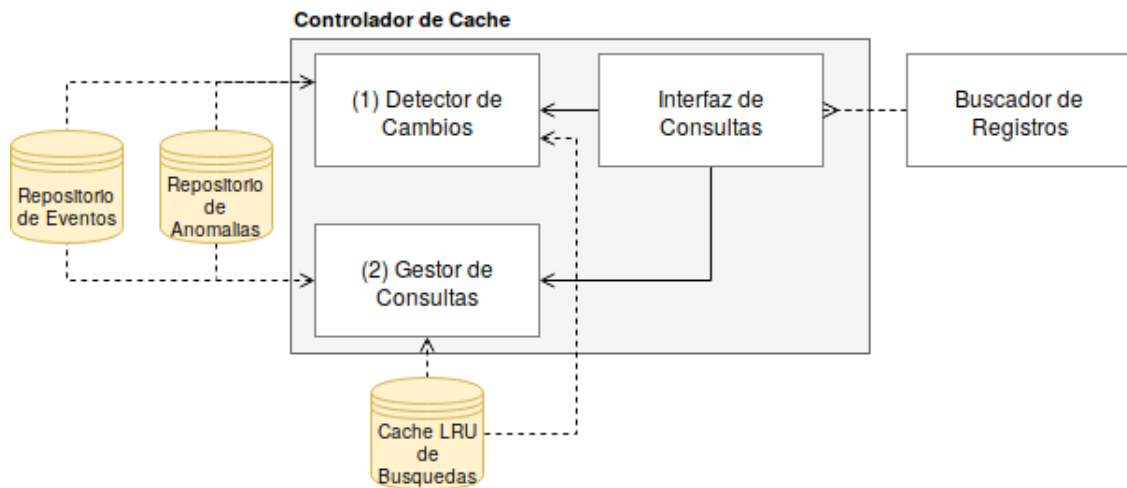 Controlador de Cache
(1) Detector de
Cambios
Interfaz de
Consultas
Buscador de
Registros
Repositorio
de Eventos
Repositorio
de
Anomalias
(2) Gestor de
Consultas
Cache LRU
de
Busquedas